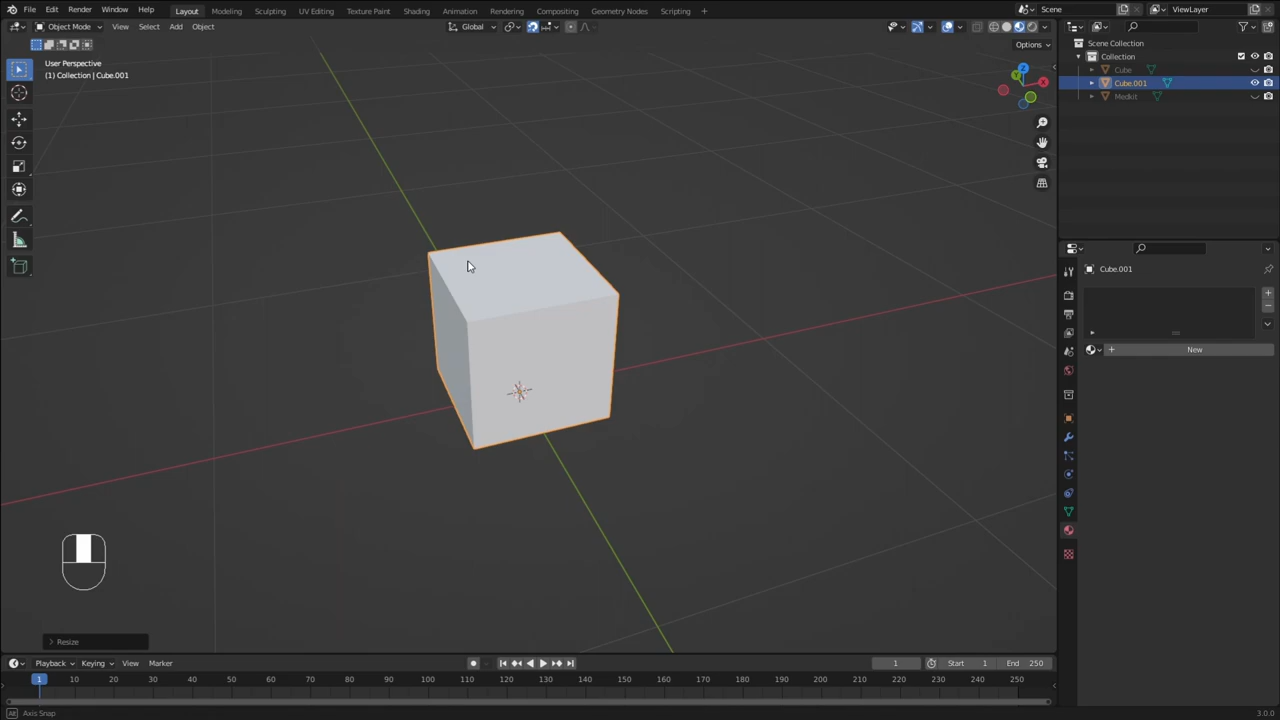 File Edit Render Window Help Layout Modeling Sculpting UV Editing Texture Paint Shading Animation Rendering Compositing Geometry Nodes Scripting + Scene ViewLayer
Object Mode View Select Add Object Global
Options
User Perspective
(1) Collection | Cube.001
Scene Collection
Collection
Cube
Cube.001
Medkit
Z
Y
X
Cube.001
+ New
Resize
Playback Keying View Marker 1 Start 1 End 250
1 10 20 30 40 50 60 70 80 90 100 110 120 130 140 150 160 170 180 190 200 210 220 230 240 250
Axis Snap 3.0.0